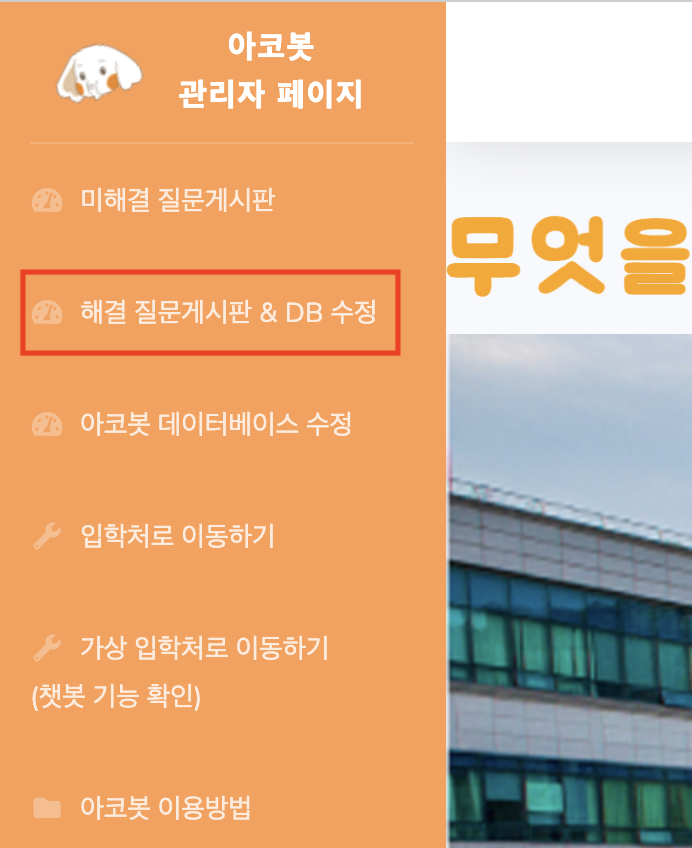 아코봇
관리자 페이지
미해결 질문게시판
해결 질문게시판 & DB 수정
아코봇 데이터베이스 수정
입학처로 이동하기
가상 입학처로 이동하기
(챗봇 기능 확인)
아코봇 이용방법
무엇을